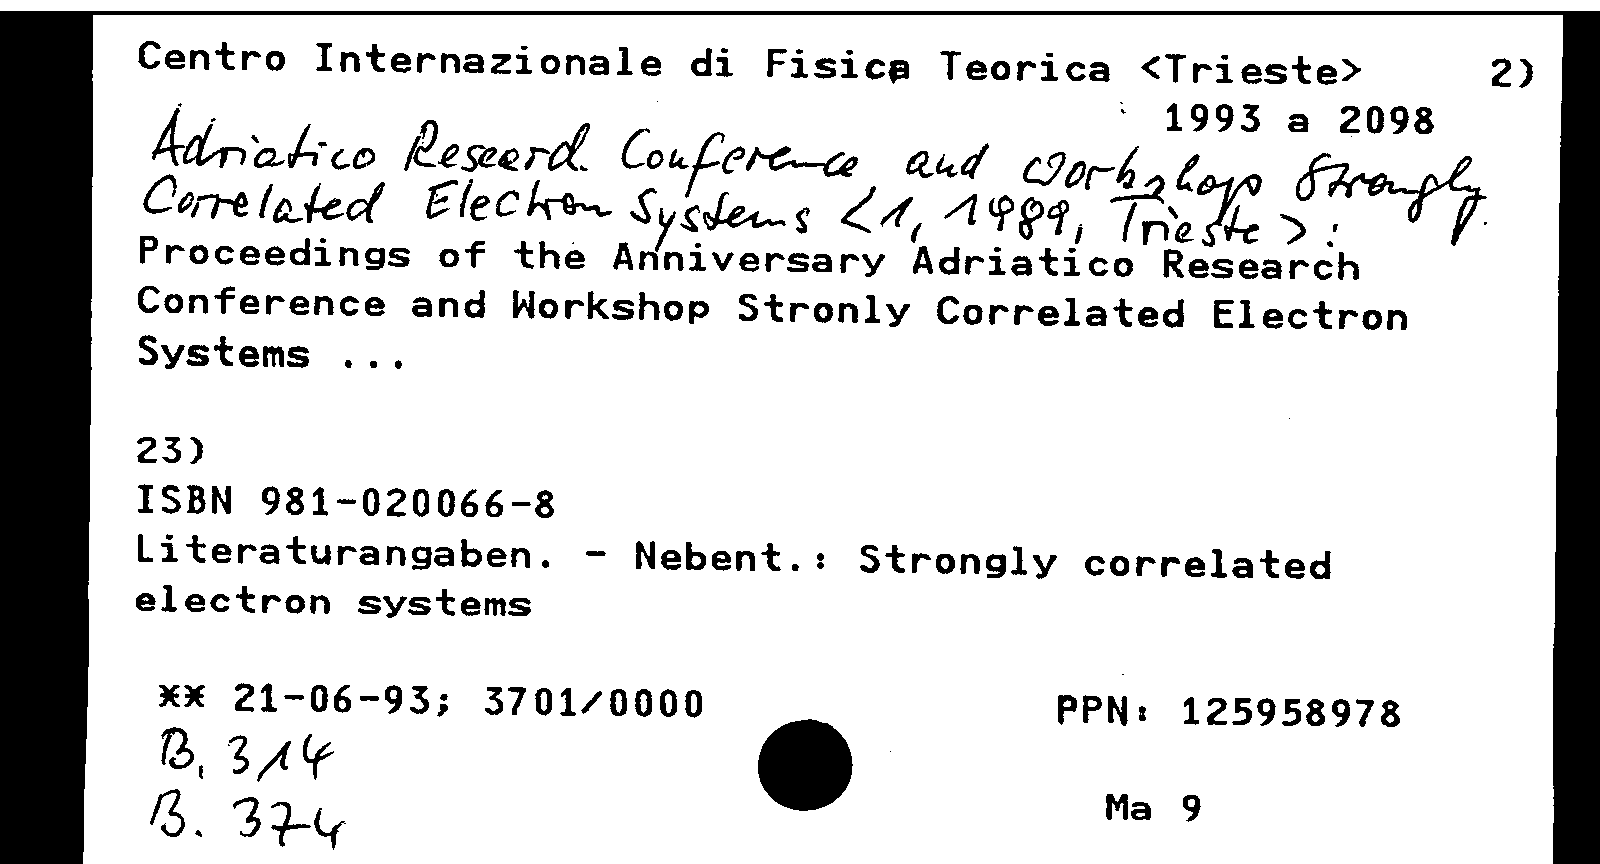 Centro Internazionale di Fisica Teorica <Trieste> 2)
1993 a 2098
Adriatico Research Conference and Workshop Strongly
Correlated Electron Systems <1, 1989, Trieste>:
Proceedings of the Anniversary Adriatico Research
Conference and Workshop Stronly Correlated Electron
Systems ...
23)
ISBN 981-020066-8
Literaturangaben. - Nebent.: Strongly correlated
electron systems
** 21-06-93; 3701/0000 PPN: 125958978
B. 314
B. 374
Ma 9